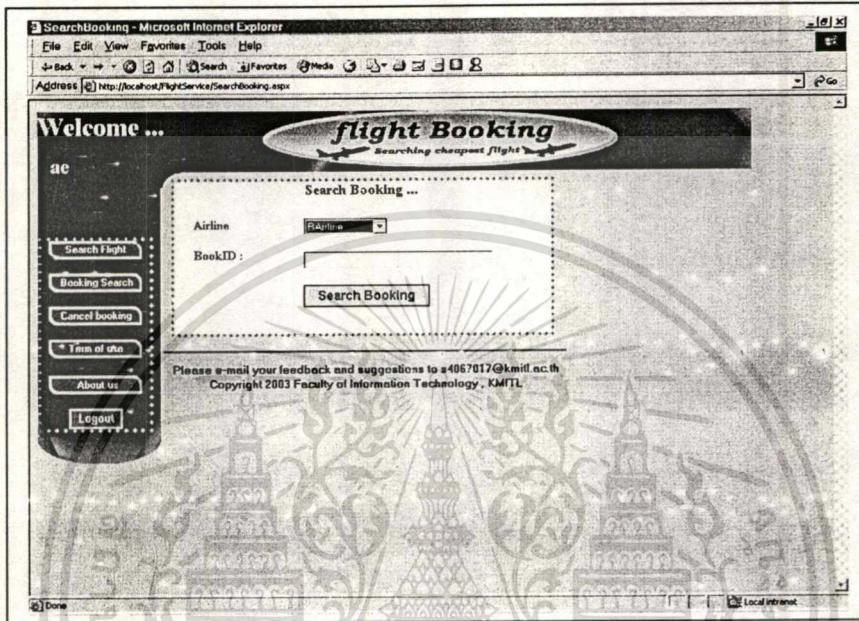 SearchBooking - Microsoft Internet Explorer
File Edit View Favorites Tools Help
Back Search Favorites Media
Address http://localhost/FlightService/SearchBooking.aspx Go
Welcome ...
flight Booking
Searching cheapest flight
ae
Search Booking ...
Airline RAirline
BookID :
Search Booking
Search Flight
Booking Search
Cancel booking
Term of use
About us
Logout
Please e-mail your feedback and suggestions to s4067017@kmitl.ac.th
Copyright 2003 Faculty of Information Technology , KMITL
Done Local intranet